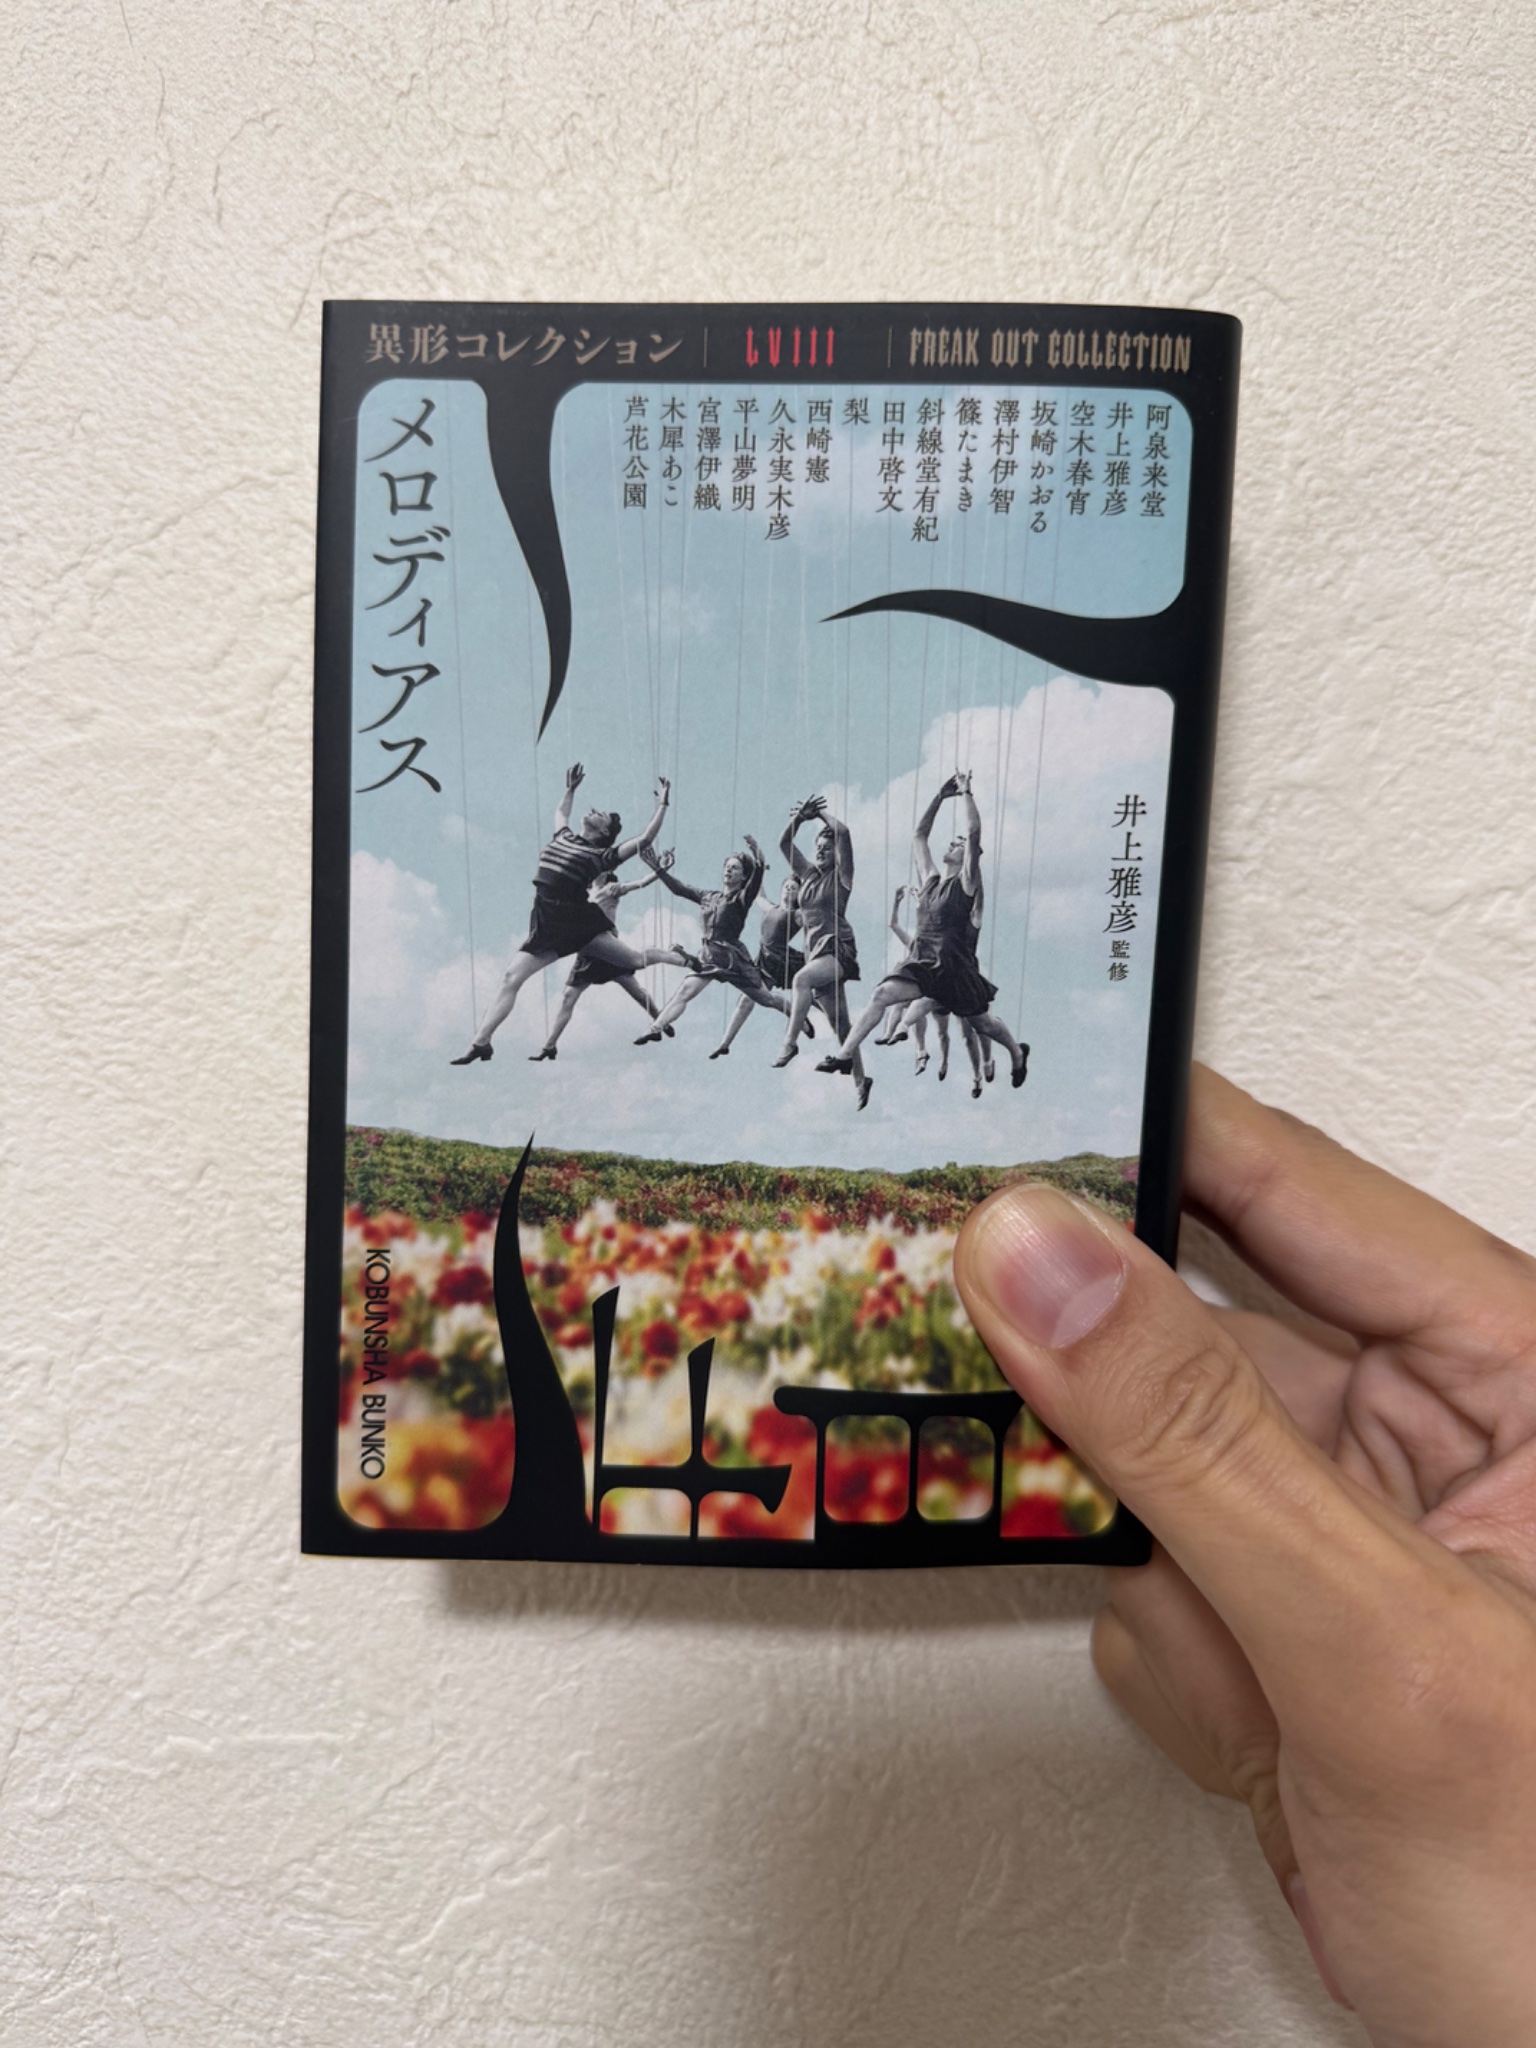 異形コレクション
LVIII
FREAK OUT COLLECTION
阿泉来堂
井上雅彦
空木春宵
坂崎かおる
澤村伊智
篠たまき
斜線堂有紀
田中啓文
梨
西崎憲
久永実木彦
平山夢明
宮澤伊織
木犀あこ
芦花公園
メロディアス
井上雅彦 監修
KOBUNSHA BUNKO